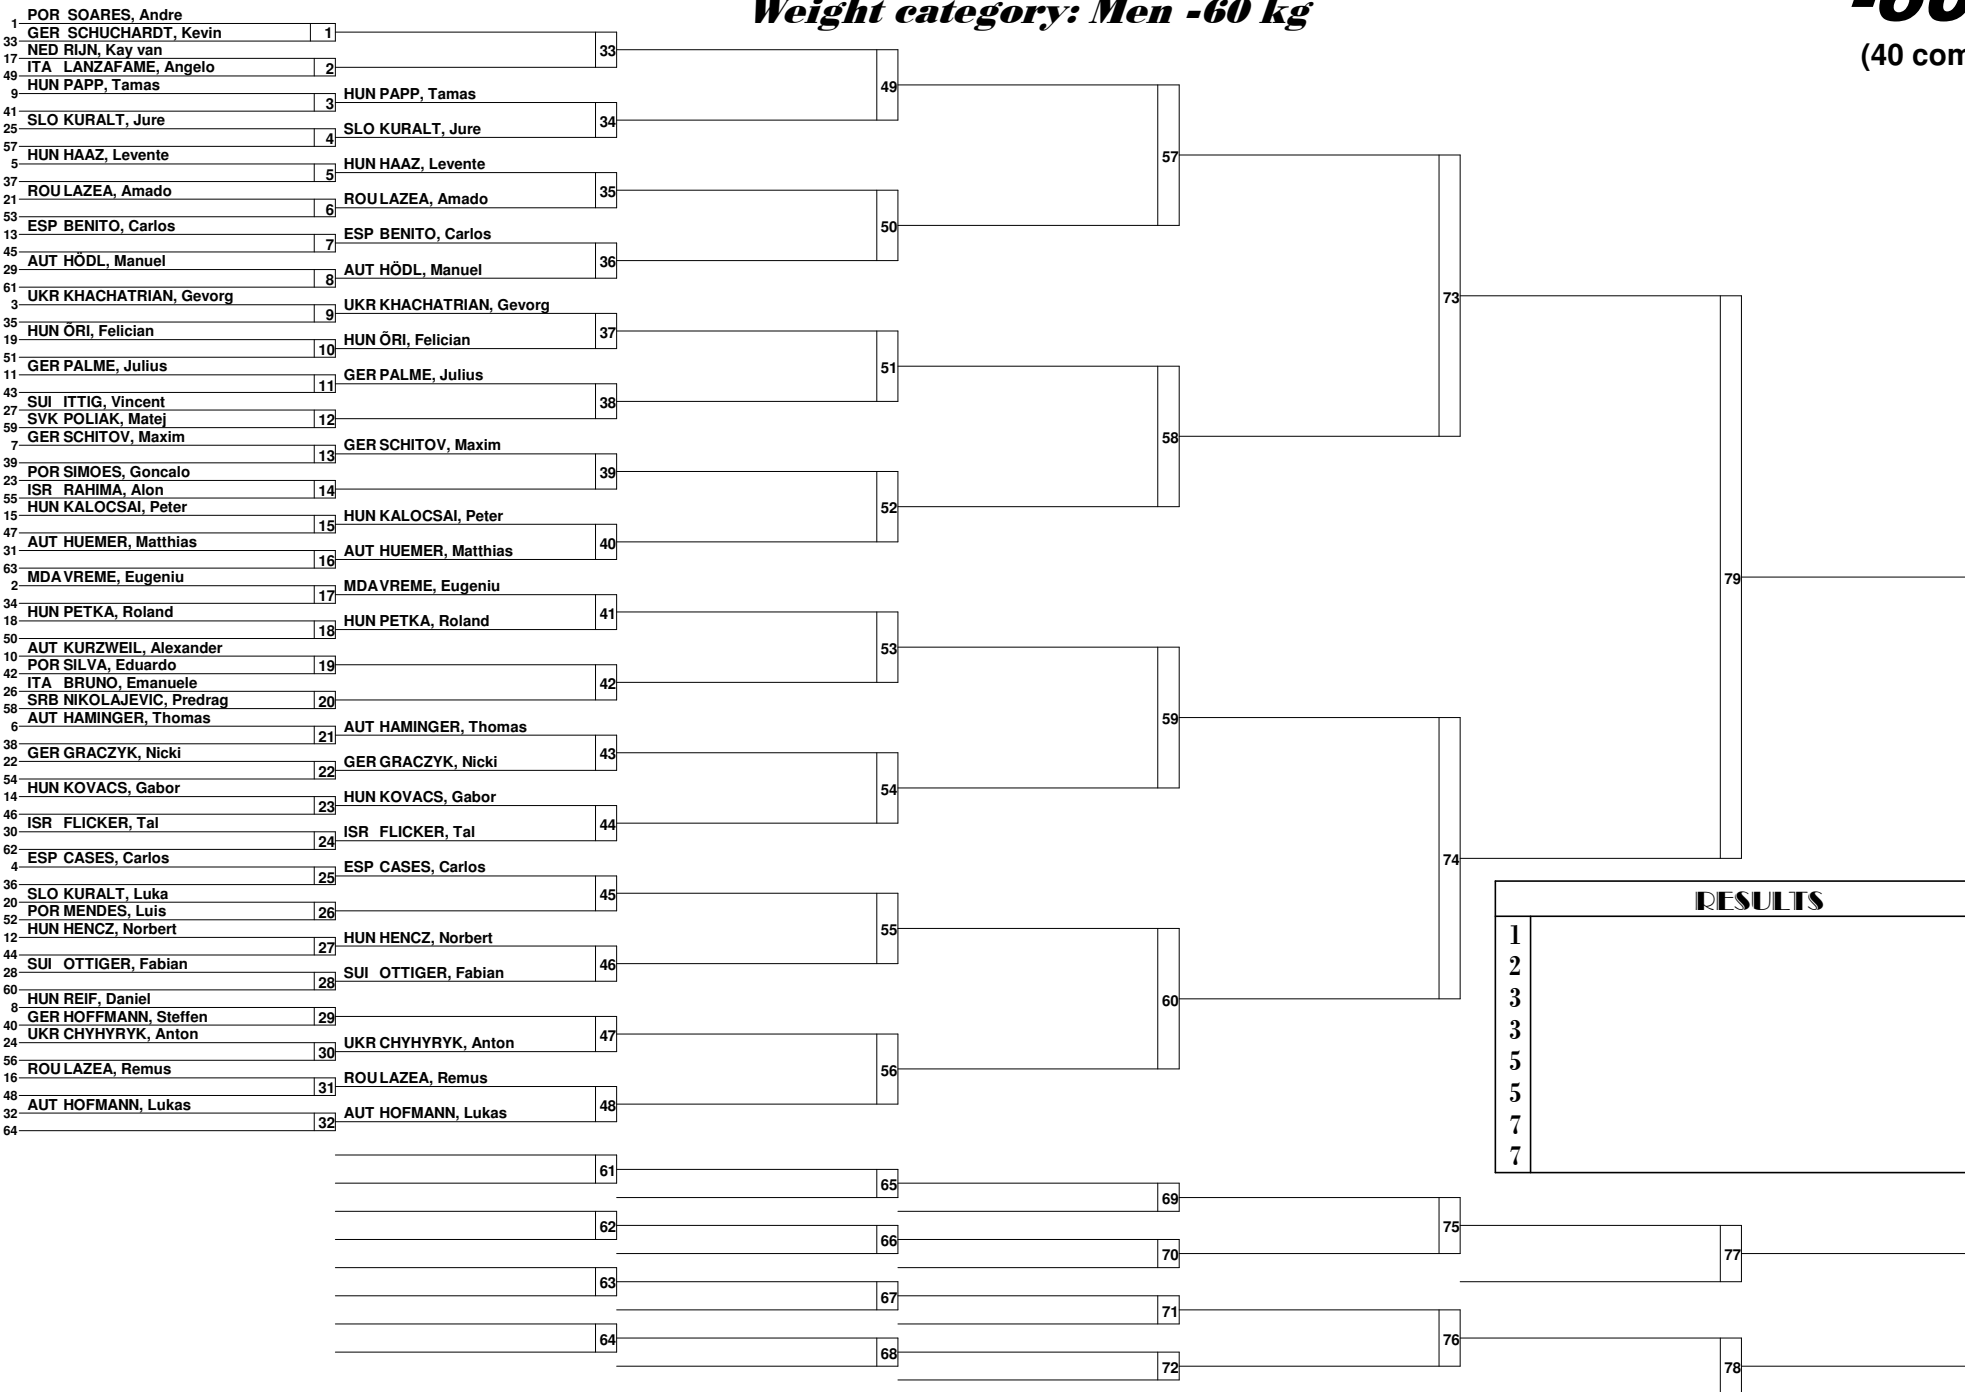 Weight category: Men -60 kg
(40 com
1 POR SOARES, Andre
33 GER SCHUCHARDT, Kevin 1
17 NED RIJN, Kay van
49 ITA LANZAFAME, Angelo 2
9 HUN PAPP, Tamas
41 3
25 SLO KURALT, Jure
57 4
5 HUN HAAZ, Levente
37 5
21 ROU LAZEA, Amado
53 6
13 ESP BENITO, Carlos
45 7
29 AUT HÖDL, Manuel
61 8
3 UKR KHACHATRIAN, Gevorg
35 9
19 HUN ÕRI, Felician
51 10
11 GER PALME, Julius
43 11
27 SUI ITTIG, Vincent
59 SVK POLIAK, Matej 12
7 GER SCHITOV, Maxim
39 13
23 POR SIMOES, Goncalo
55 ISR RAHIMA, Alon 14
15 HUN KALOCSAI, Peter
47 15
31 AUT HUEMER, Matthias
63 16
2 MDA VREME, Eugeniu
34 17
18 HUN PETKA, Roland
50 18
10 AUT KURZWEIL, Alexander
42 POR SILVA, Eduardo 19
26 ITA BRUNO, Emanuele
58 SRB NIKOLAJEVIC, Predrag 20
6 AUT HAMINGER, Thomas
38 21
22 GER GRACZYK, Nicki
54 22
14 HUN KOVACS, Gabor
46 23
30 ISR FLICKER, Tal
62 24
4 ESP CASES, Carlos
36 25
20 SLO KURALT, Luka
52 POR MENDES, Luis 26
12 HUN HENCZ, Norbert
44 27
28 SUI OTTIGER, Fabian
60 28
8 HUN REIF, Daniel
40 GER HOFFMANN, Steffen 29
24 UKR CHYHYRYK, Anton
56 30
16 ROU LAZEA, Remus
48 31
32 AUT HOFMANN, Lukas
64 32
33
HUN PAPP, Tamas
34
SLO KURALT, Jure
HUN HAAZ, Levente
35
ROU LAZEA, Amado
ESP BENITO, Carlos
36
AUT HÖDL, Manuel
UKR KHACHATRIAN, Gevorg
37
HUN ÕRI, Felician
GER PALME, Julius
38
GER SCHITOV, Maxim
39
HUN KALOCSAI, Peter
40
AUT HUEMER, Matthias
MDA VREME, Eugeniu
41
HUN PETKA, Roland
42
AUT HAMINGER, Thomas
43
GER GRACZYK, Nicki
HUN KOVACS, Gabor
44
ISR FLICKER, Tal
ESP CASES, Carlos
45
HUN HENCZ, Norbert
46
SUI OTTIGER, Fabian
47
UKR CHYHYRYK, Anton
ROU LAZEA, Remus
48
AUT HOFMANN, Lukas
49
50
51
52
53
54
55
56
57
58
59
60
73
74
79
RESULTS
1
2
3
3
5
5
7
7
61
62
63
64
65
66
67
68
69
70
71
72
75
76
77
78